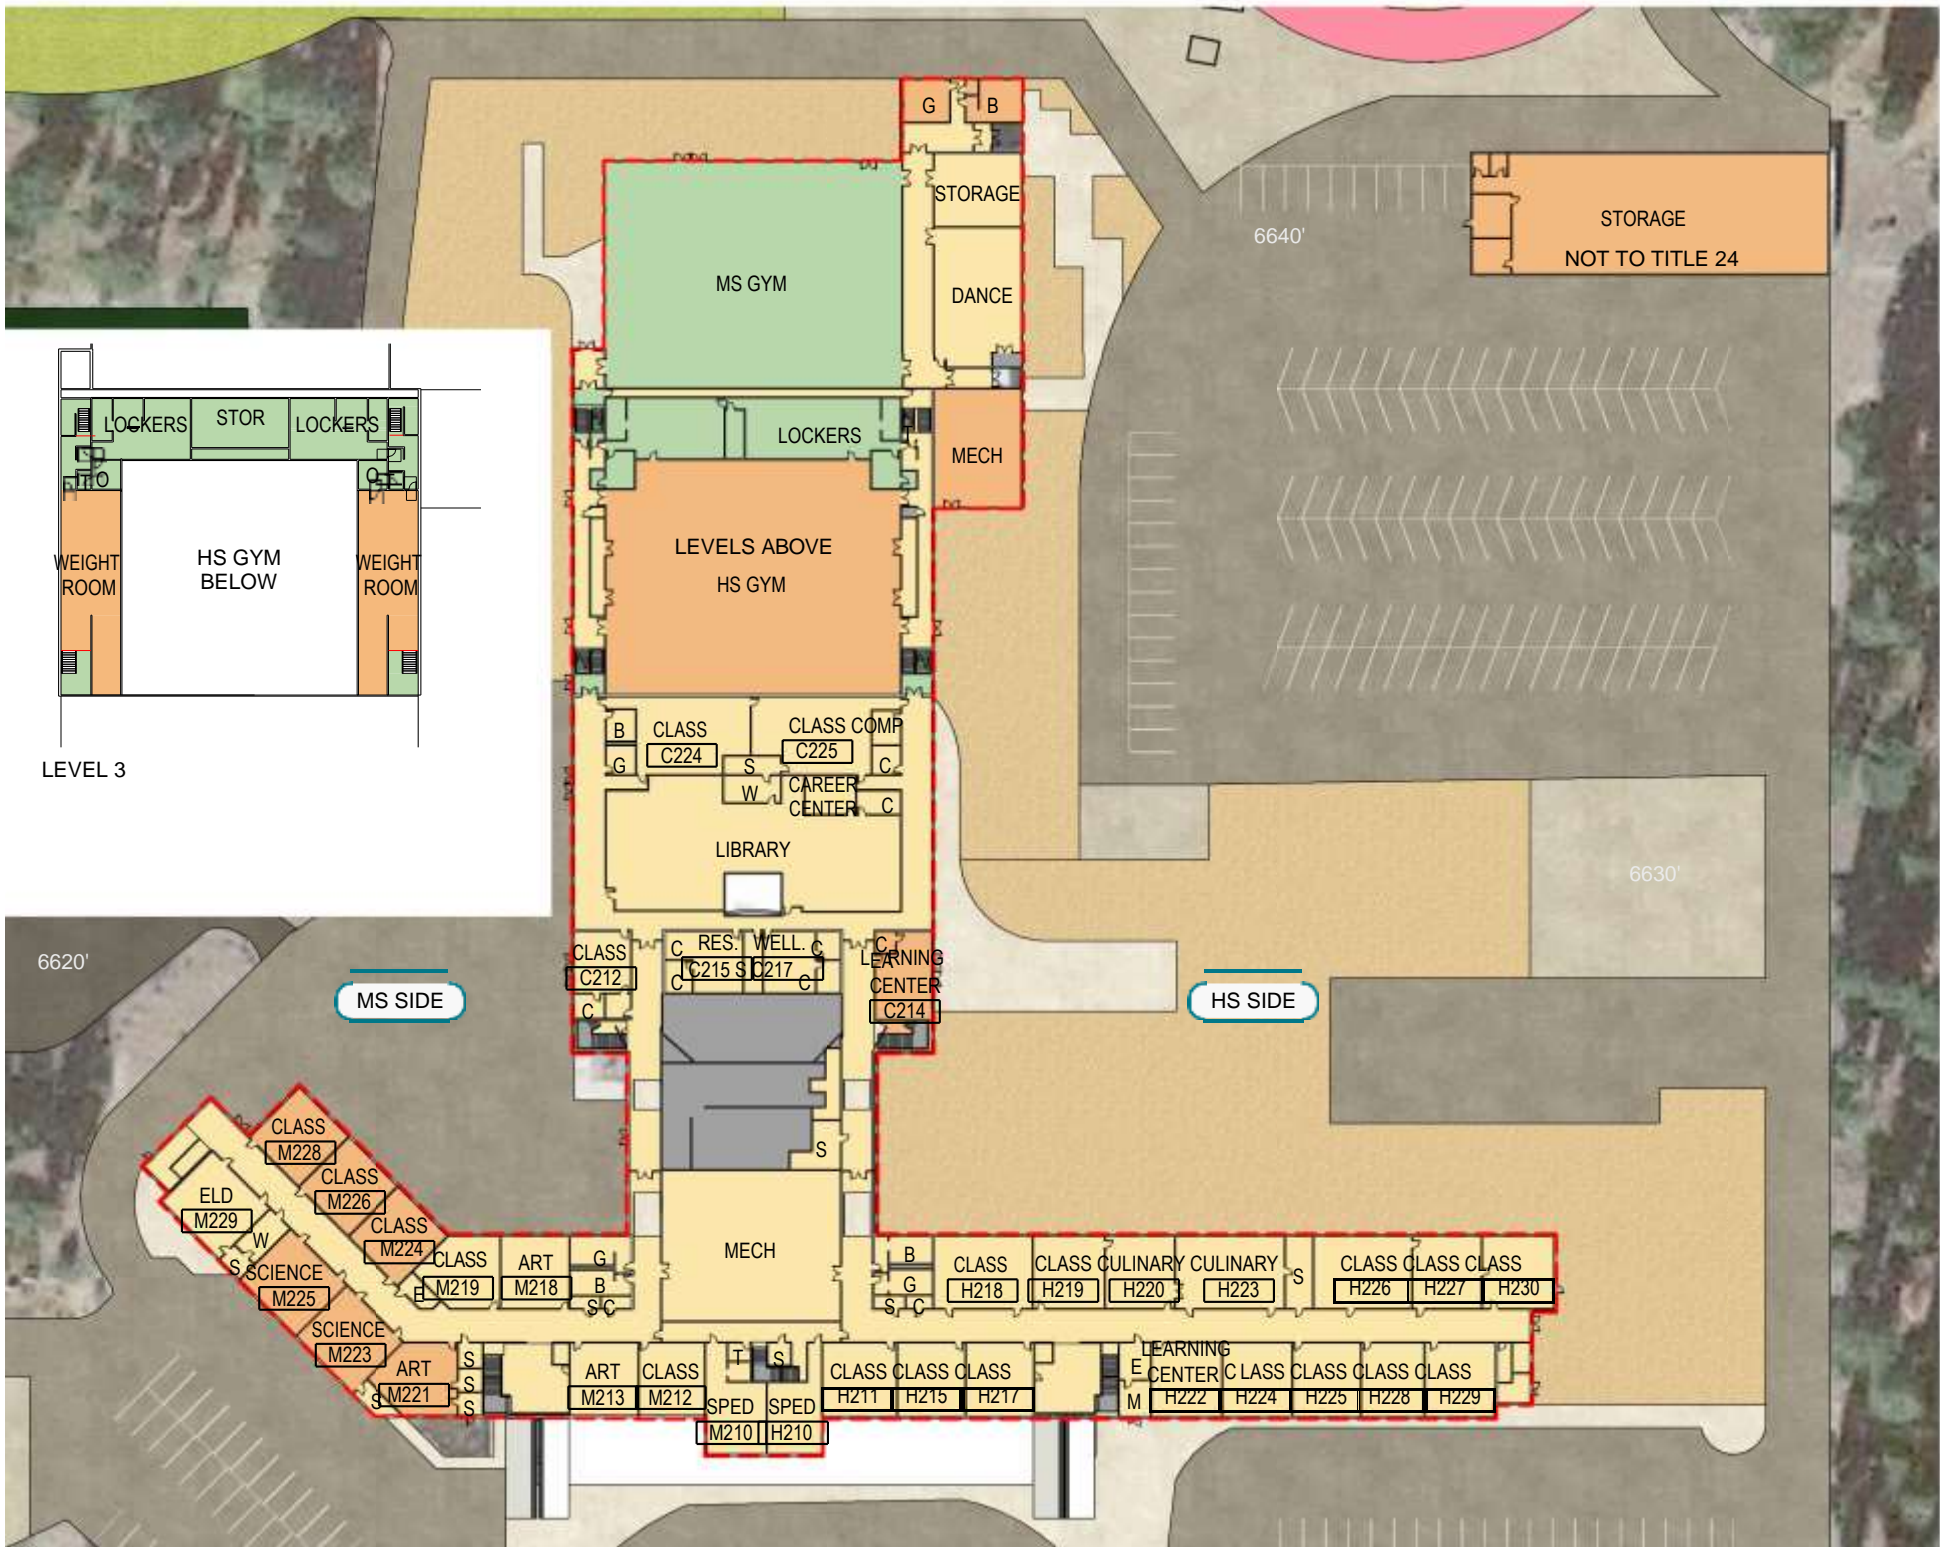 G B
STORAGE
STORAGE
6640'
NOT TO TITLE 24
MS GYM
DANCE
LOCKERS STOR LOCKERS
LOCKERS
MECH
T O
O T
WEIGHT
ROOM
HS GYM
BELOW
WEIGHT
ROOM
LEVELS ABOVE
HS GYM
LEVEL 3
B CLASS CLASS COMP
C224 C225
G S C
W CAREER
CENTER C
LIBRARY
6630'
6620'
CLASS C RES. WELL. C C
LEARNING
C212 C215 S C217
C C CENTER
C C214
MS SIDE
HS SIDE
CLASS
M228
S
CLASS
M226
ELD
M229
CLASS
M224
W
S
MECH
CLASS ART G
M219 M218 B
E S C
B CLASS CLASS CULINARY CULINARY S CLASS CLASS CLASS
G H218 H219 H220 H223 H226 H227 H230
S C
SCIENCE
M225
SCIENCE
M223
ART
M221
S
S
S
S
ART CLASS
M213 M212
T S
SPED SPED
M210 H210
CLASS CLASS CLASS
H211 H215 H217
E LEARNING
CENTER C LASS CLASS CLASS CLASS
M H222 H224 H225 H228 H229